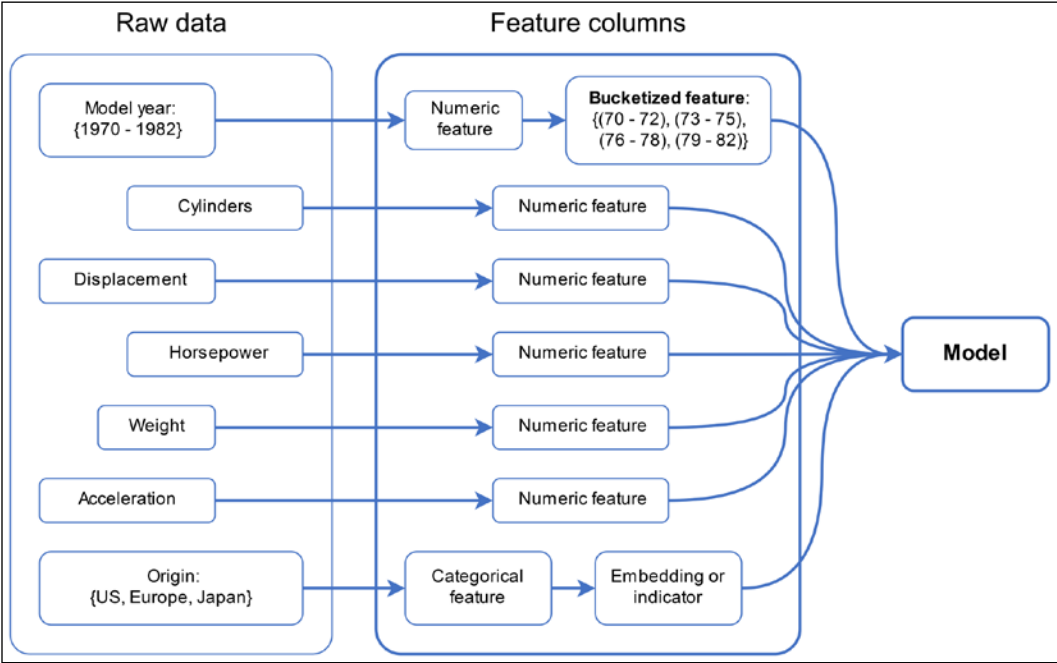 Raw data
Feature columns
Model year:
{1970 - 1982}
Numeric
feature
Bucketized feature:
{(70 - 72), (73 - 75),
(76 - 78), (79 - 82)}
Cylinders
Numeric feature
Displacement
Numeric feature
Horsepower
Numeric feature
Model
Weight
Numeric feature
Acceleration
Numeric feature
Origin:
{US, Europe, Japan}
Categorical
feature
Embedding or
indicator